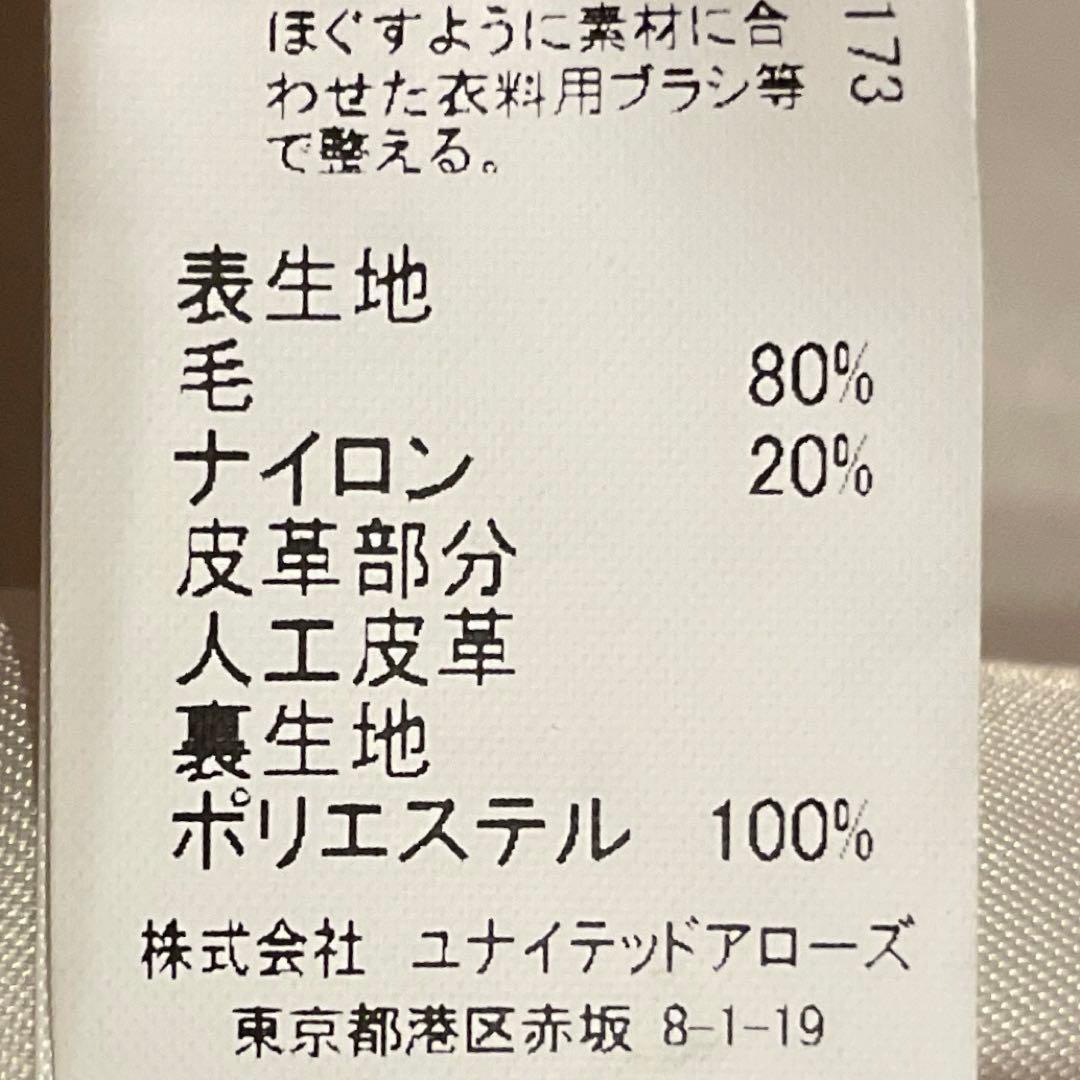 ほぐすように素材に合
わせた衣料用ブラシ等
で整える。
173
表生地
毛 80%
ナイロン 20%
皮革部分
人工皮革
裏生地
ポリエステル 100%
株式会社 ユナイテッドアローズ
東京都港区赤坂 8-1-19